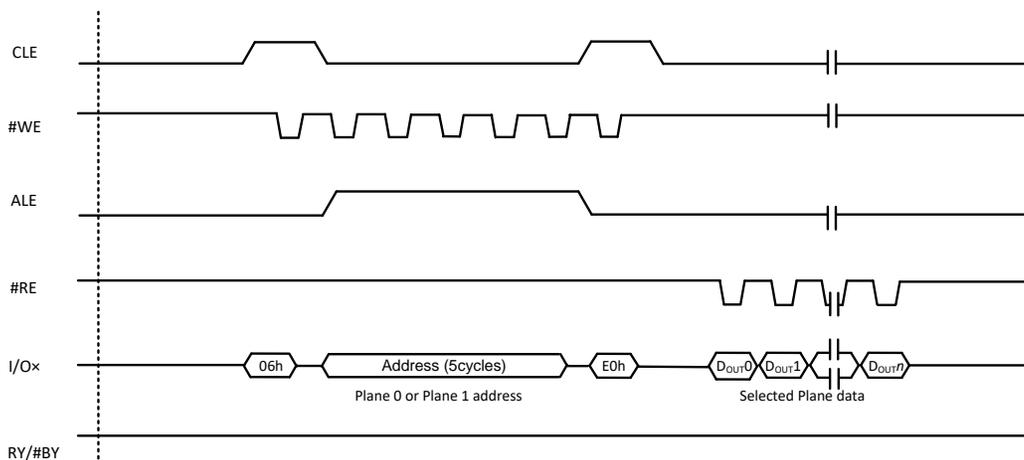 CLE
#WE
ALE
#RE
I/O×
06h
Address (5cycles)
E0h
DOUT0
DOUT1
DOUTn
Plane 0 or Plane 1 address
Selected Plane data
RY/#BY